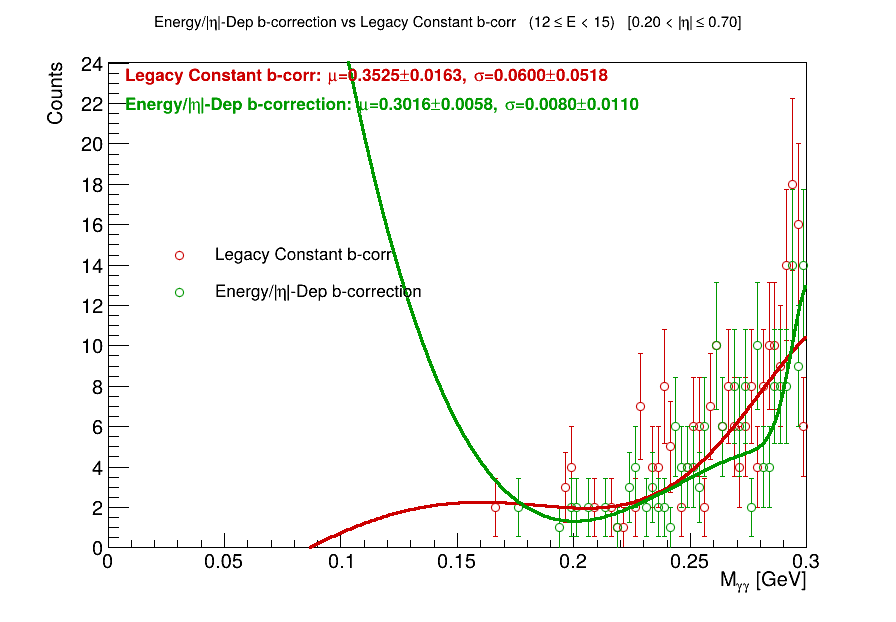 Energy/|η|-Dep b-correction vs Legacy Constant b-corr (12 ≤ E < 15) [0.20 < |η| ≤ 0.70]
Counts
Legacy Constant b-corr: μ=0.3525±0.0163, σ=0.0600±0.0518
Energy/|η|-Dep b-correction: μ=0.3016±0.0058, σ=0.0080±0.0110
24
22
20
18
16
14
12
10
8
6
4
2
0
Legacy Constant b-corr
Energy/|η|-Dep b-correction
0 0.05 0.1 0.15 0.2 0.25 0.3
Mγγ [GeV]